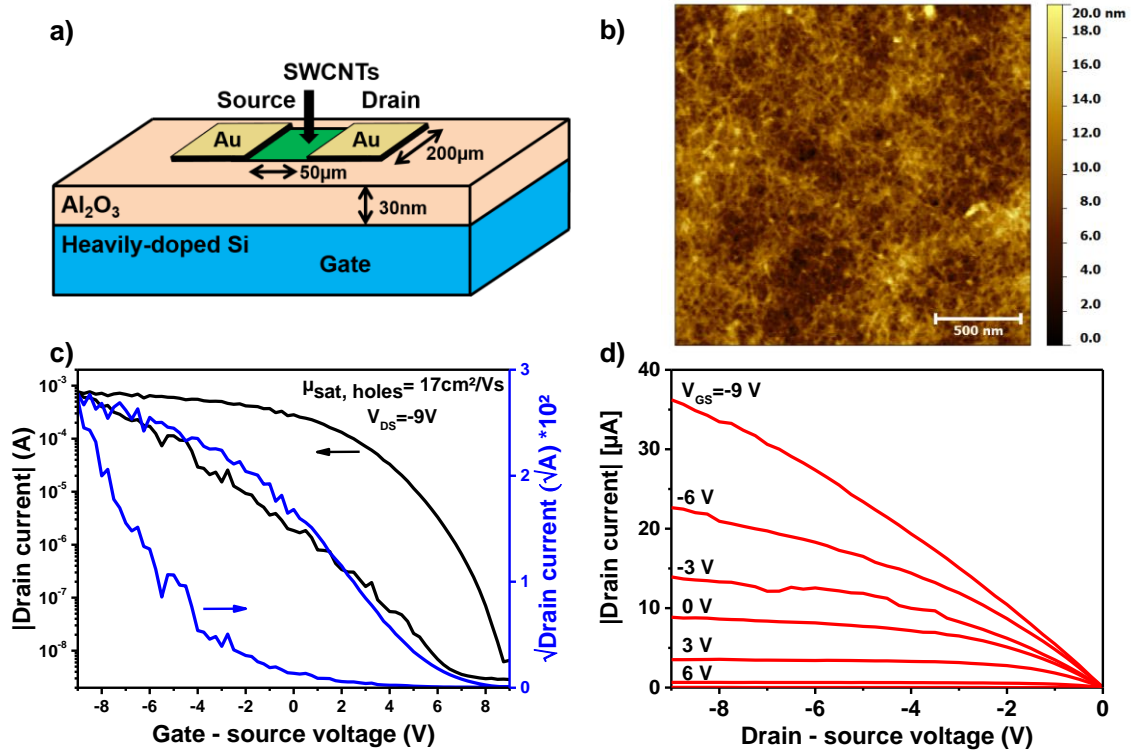 a)
SWCNTs
Source
Drain
Au
Au
200µm
50µm
Al₂O₃
30nm
Heavily-doped Si
Gate
b)
20.0 nm
18.0
16.0
14.0
12.0
10.0
8.0
6.0
4.0
2.0
0.0
500 nm
c)
µsat, holes= 17cm²/Vs
VDS=-9V
|Drain current| (A)
10⁻³
10⁻⁴
10⁻⁵
10⁻⁶
10⁻⁷
10⁻⁸
3
2
1
0
√Drain current (√A) *10²
-8 -6 -4 -2 0 2 4 6 8
Gate - source voltage (V)
d)
|Drain current| [µA]
40
30
20
10
0
VGS=-9 V
-6 V
-3 V
0 V
3 V
6 V
-8 -6 -4 -2 0
Drain - source voltage (V)